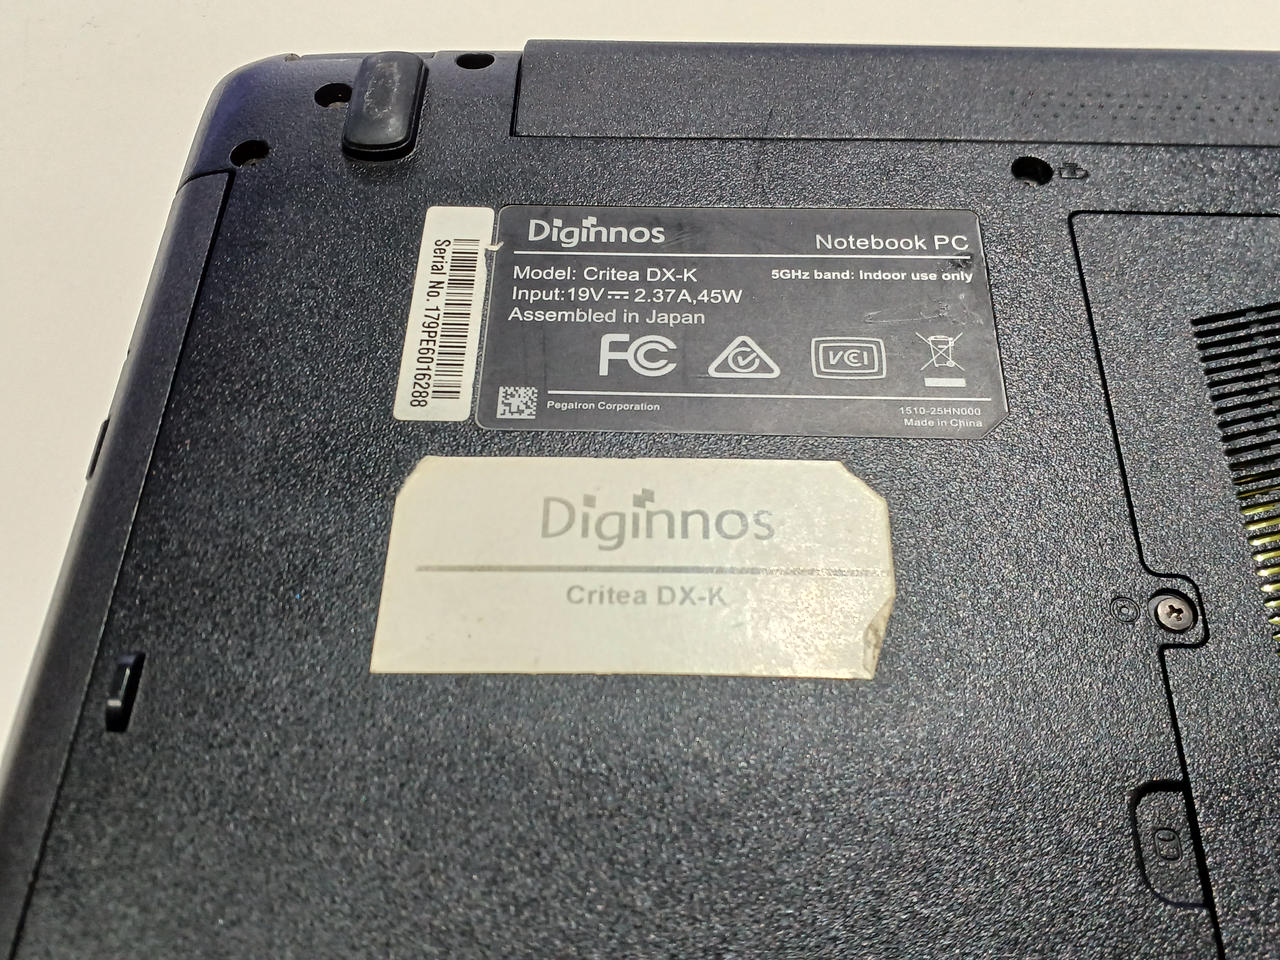 Diginnos
Notebook PC
Model: Critea DX-K
5GHz band: Indoor use only
Input:19V⎓2.37A,45W
Assembled in Japan
FC
VCI
Pegatron Corporation
1510-25HN000
Made in China
Serial No. 179PE6016288
Diginnos
Critea DX-K